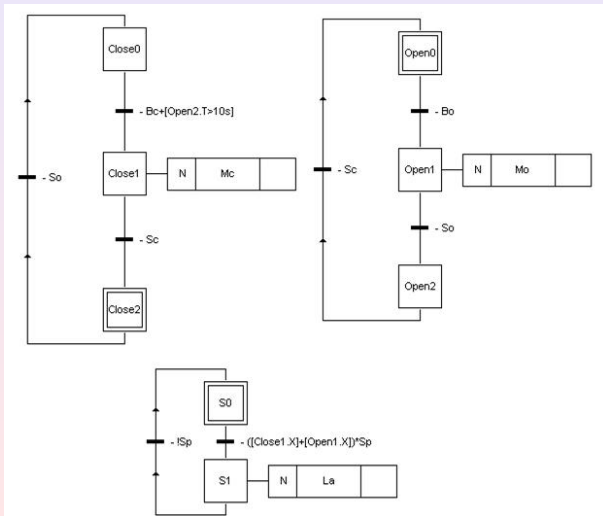 Close0
- Bc+[Open2.T>10s]
Close1
N
Mc
- So
- Sc
Close2
Open0
- Bo
Open1
N
Mo
- Sc
- So
Open2
S0
- !Sp
- ([Close1.X]+[Open1.X])*Sp
S1
N
La